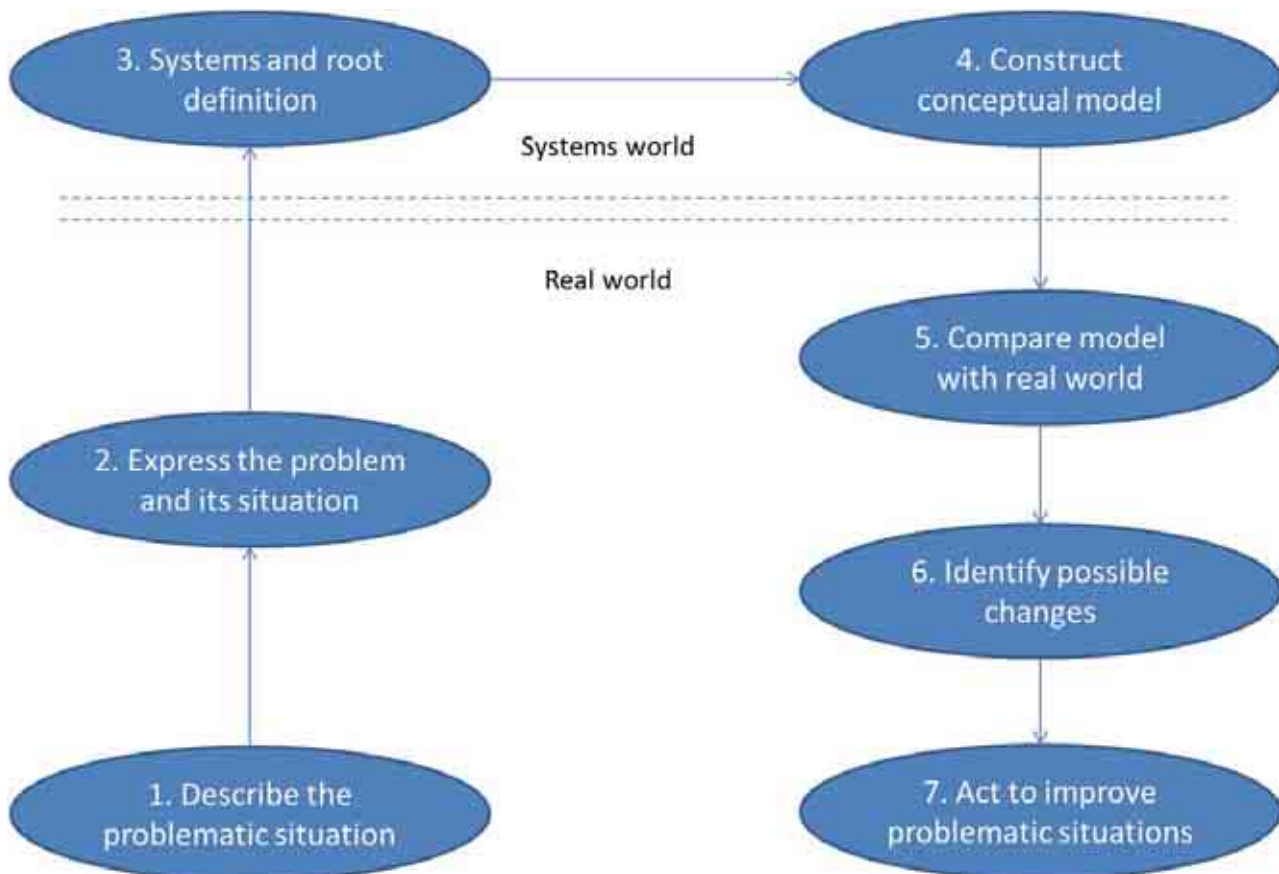 3. Systems and root
definition
4. Construct
conceptual model
Systems world
Real world
5. Compare model
with real world
2. Express the problem
and its situation
6. Identify possible
changes
1. Describe the
problematic situation
7. Act to improve
problematic situations